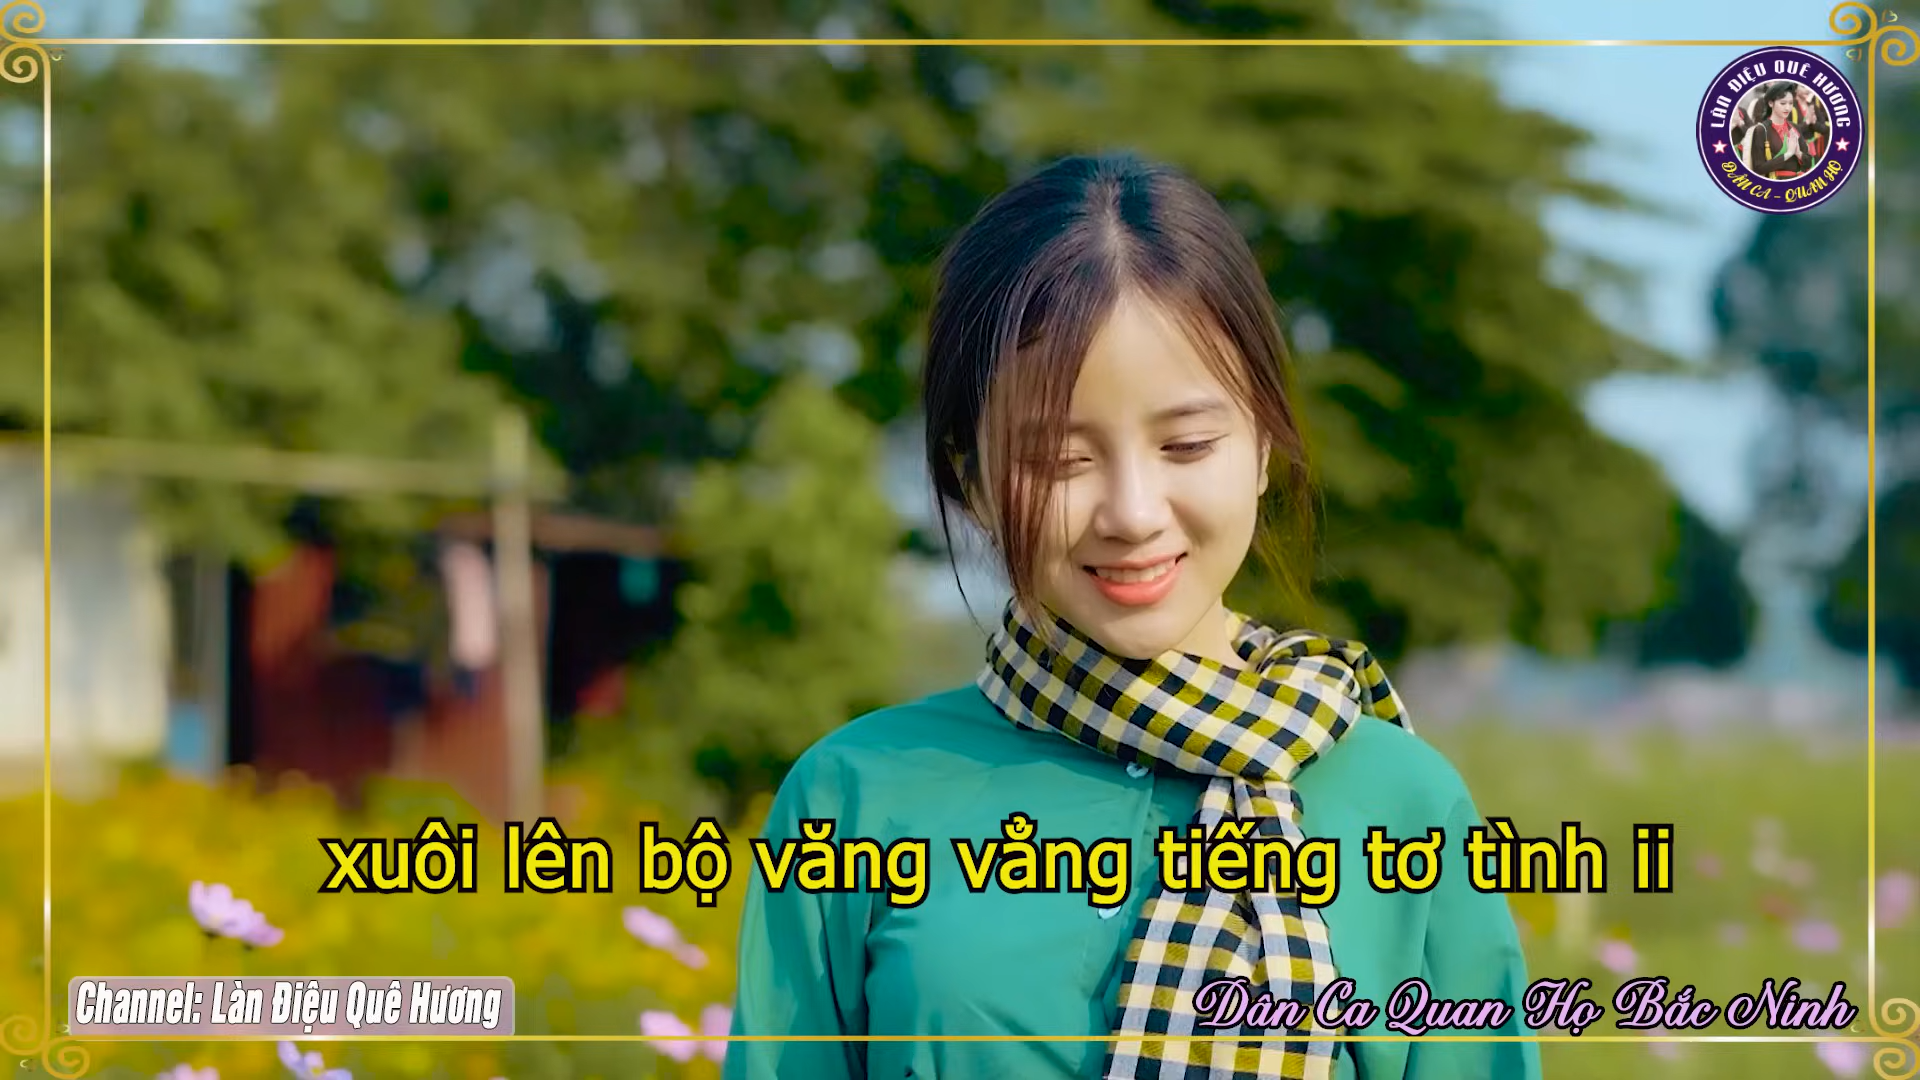 LÀN ĐIỆU QUÊ HƯƠNG
DÂN CA - QUAN HỌ
xuôi lên bộ văng vẳng tiếng tơ tình ii
Channel: Làn Điệu Quê Hương
Dân Ca Quan Họ Bắc Ninh